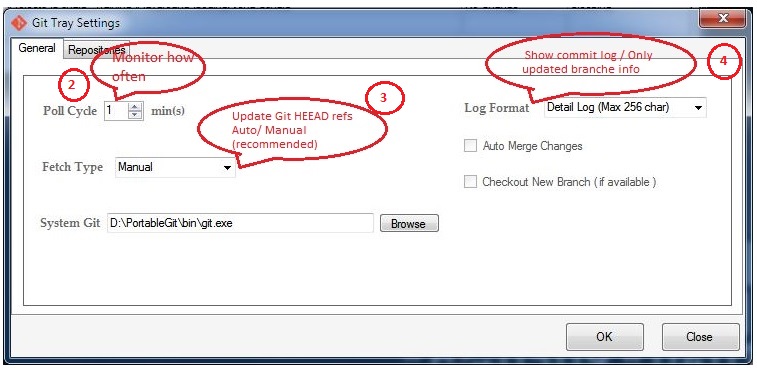 Git Tray Settings
General
Repositories
Monitor how
often
Show commit log / Only
updated branche info
4
2
3
Poll Cycle 1 min(s)
Update Git HEEAD refs
Auto/ Manual
(recommended)
Log Format Detail Log (Max 256 char)
Auto Merge Changes
Fetch Type Manual
Checkout New Branch ( if available )
System Git D:\PortableGit\bin\git.exe Browse
OK Close